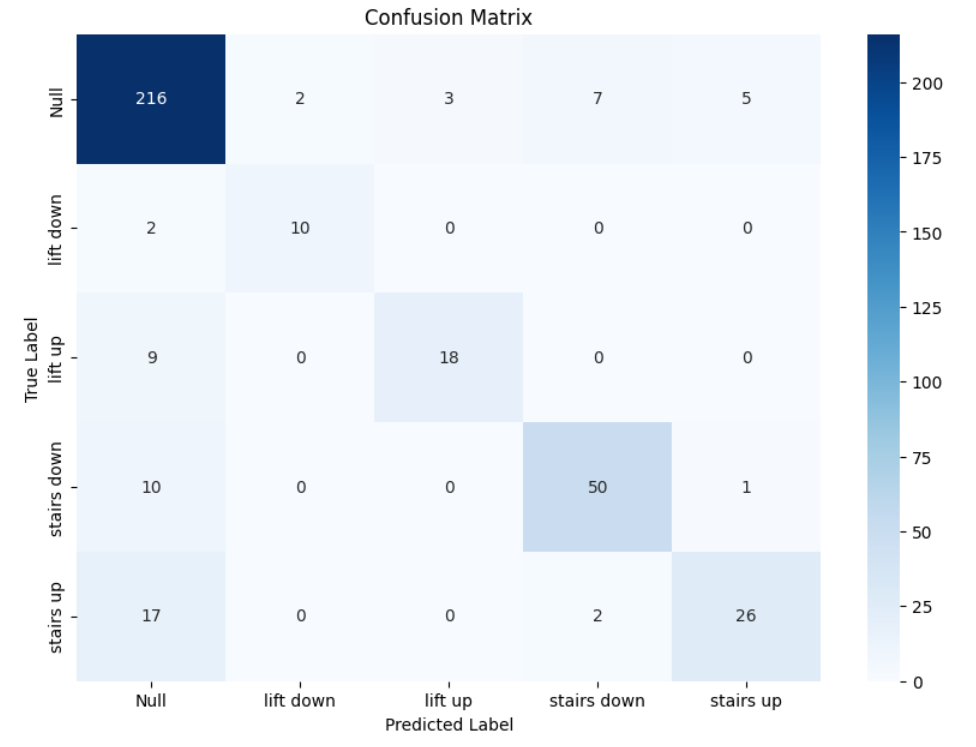 Confusion Matrix
True Label
Null
216 2 3 7 5
lift down
2 10 0 0 0
lift up
9 0 18 0 0
stairs down
10 0 0 50 1
stairs up
17 0 0 2 26
Null lift down lift up stairs down stairs up
Predicted Label
200
175
150
125
100
75
50
25
0